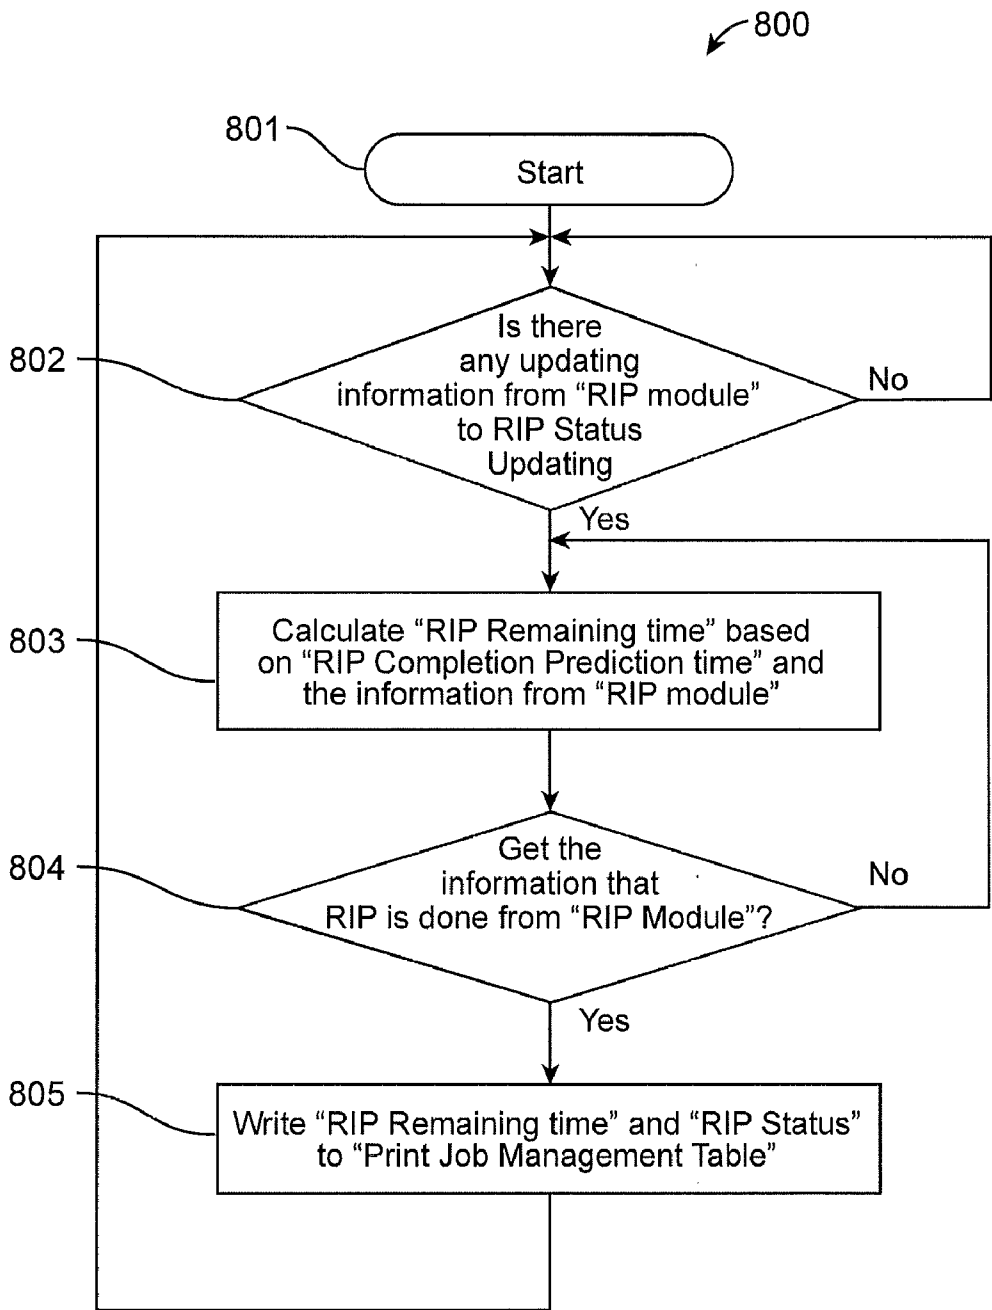 800
801
Start
Is there
any updating
information from “RIP module”
to RIP Status
Updating
802
No
Yes
803
Calculate “RIP Remaining time” based
on “RIP Completion Prediction time” and
the information from “RIP module”
804
Get the
information that
RIP is done from “RIP Module”?
No
Yes
805
Write “RIP Remaining time” and “RIP Status”
to “Print Job Management Table”